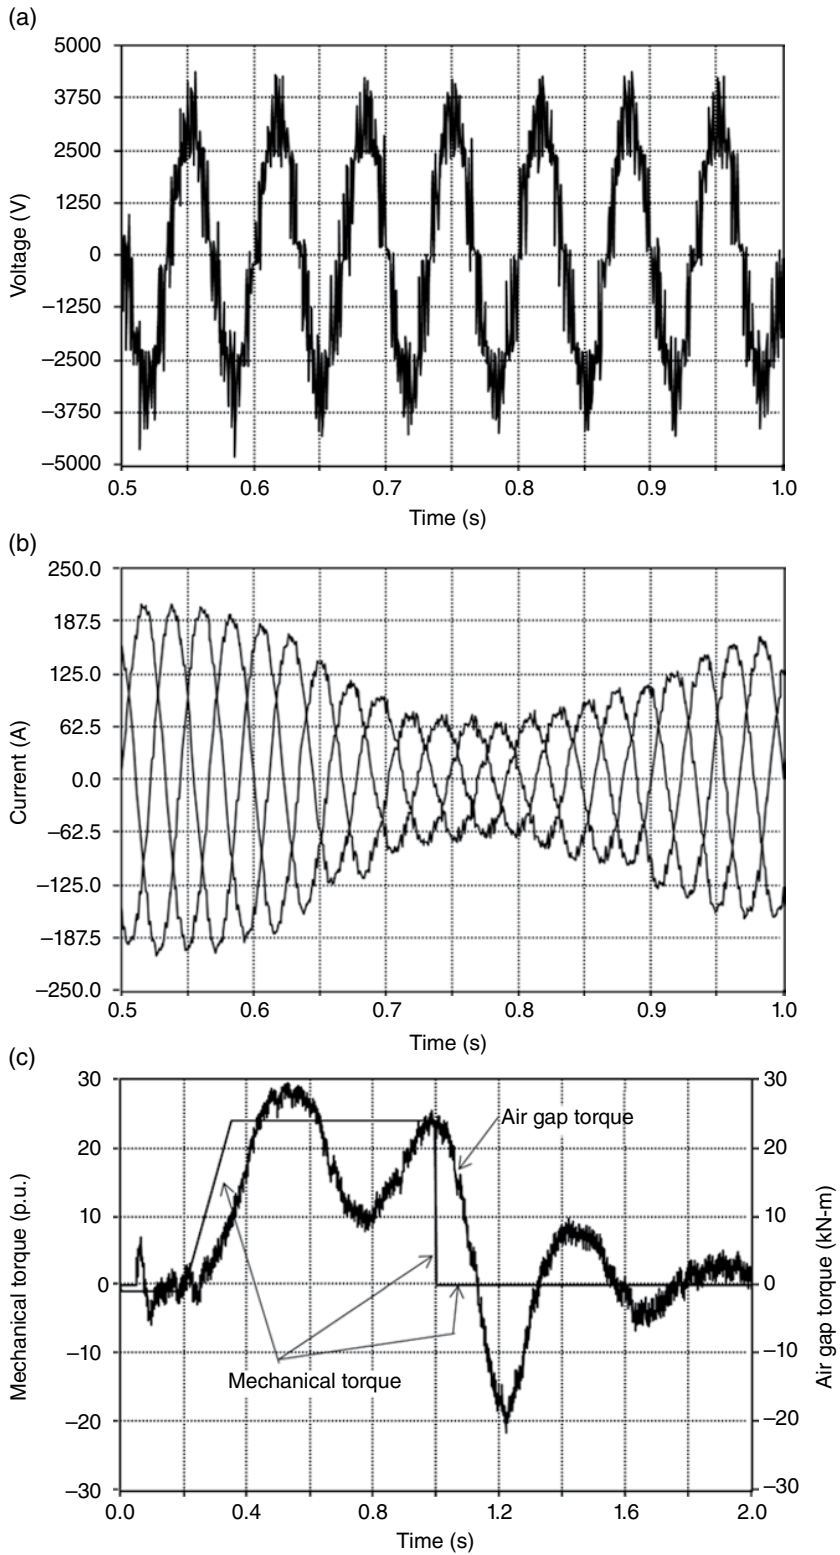 (a)
5000
3750
2500
1250
0
−1250
−2500
−3750
−5000
Voltage (V)
0.5 0.6 0.7 0.8 0.9 1.0
Time (s)
(b)
250.0
187.5
125.0
62.5
0.0
−62.5
−125.0
−187.5
−250.0
Current (A)
0.5 0.6 0.7 0.8 0.9 1.0
Time (s)
(c)
30
20
10
0
−10
−20
−30
Mechanical torque (p.u.)
Air gap torque
Mechanical torque
30
20
10
0
−10
−20
−30
Air gap torque (kN-m)
0.0 0.4 0.8 1.2 1.6 2.0
Time (s)